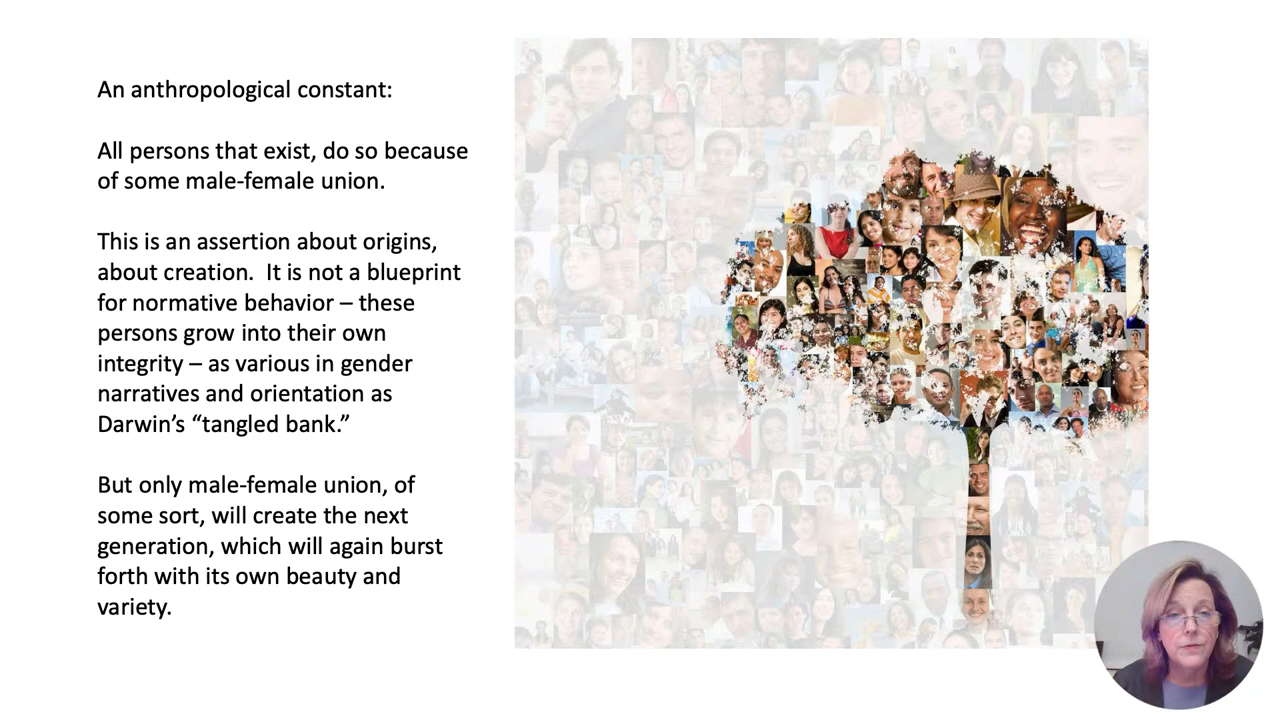 An anthropological constant:
All persons that exist, do so because
of some male-female union.
This is an assertion about origins,
about creation.  It is not a blueprint
for normative behavior – these
persons grow into their own
integrity – as various in gender
narratives and orientation as
Darwin’s “tangled bank.”
But only male-female union, of
some sort, will create the next
generation, which will again burst
forth with its own beauty and
variety.